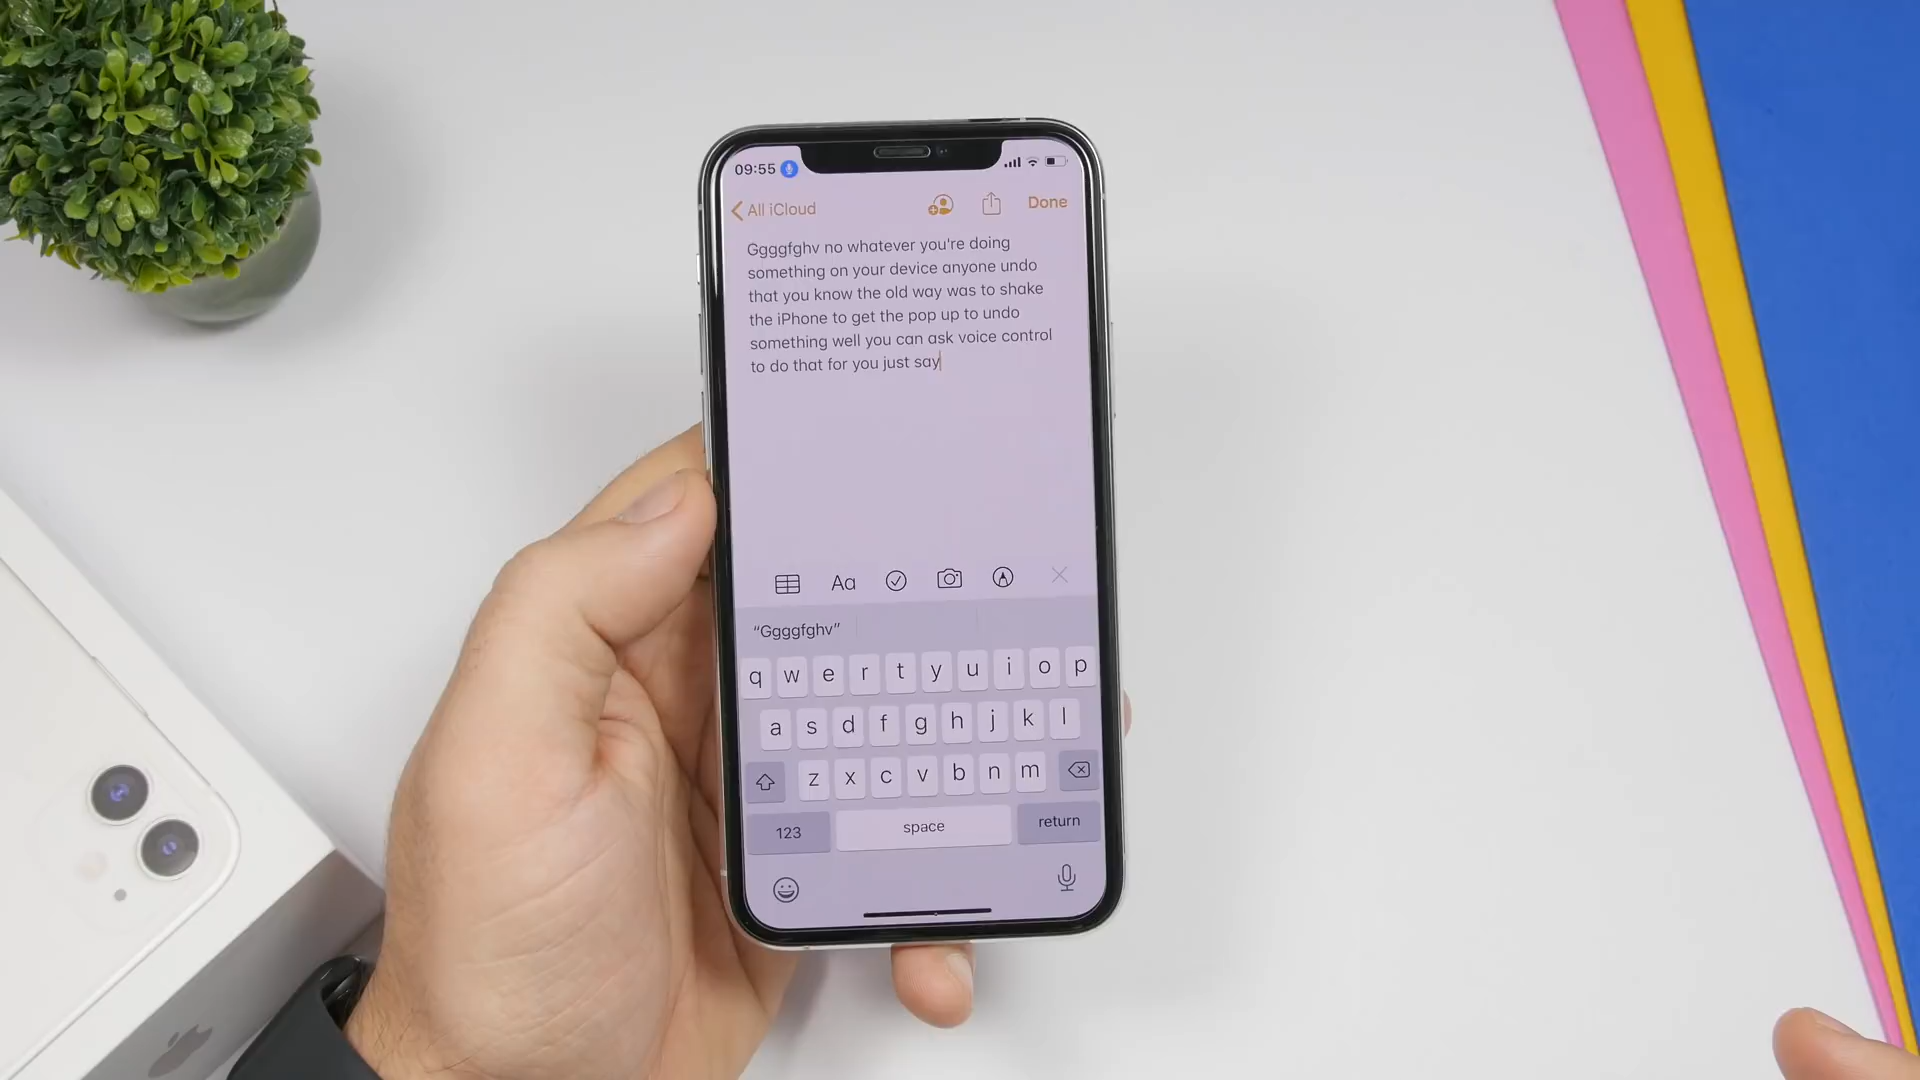 09:55
All iCloud
Done
Ggggfghv no whatever you're doing
something on your device anyone undo
that you know the old way was to shake
the iPhone to get the pop up to undo
something well you can ask voice control
to do that for you just say
Aa
“Ggggfghv”
q w e r t y u i o p
a s d f g h j k l
z x c v b n m
123 space return